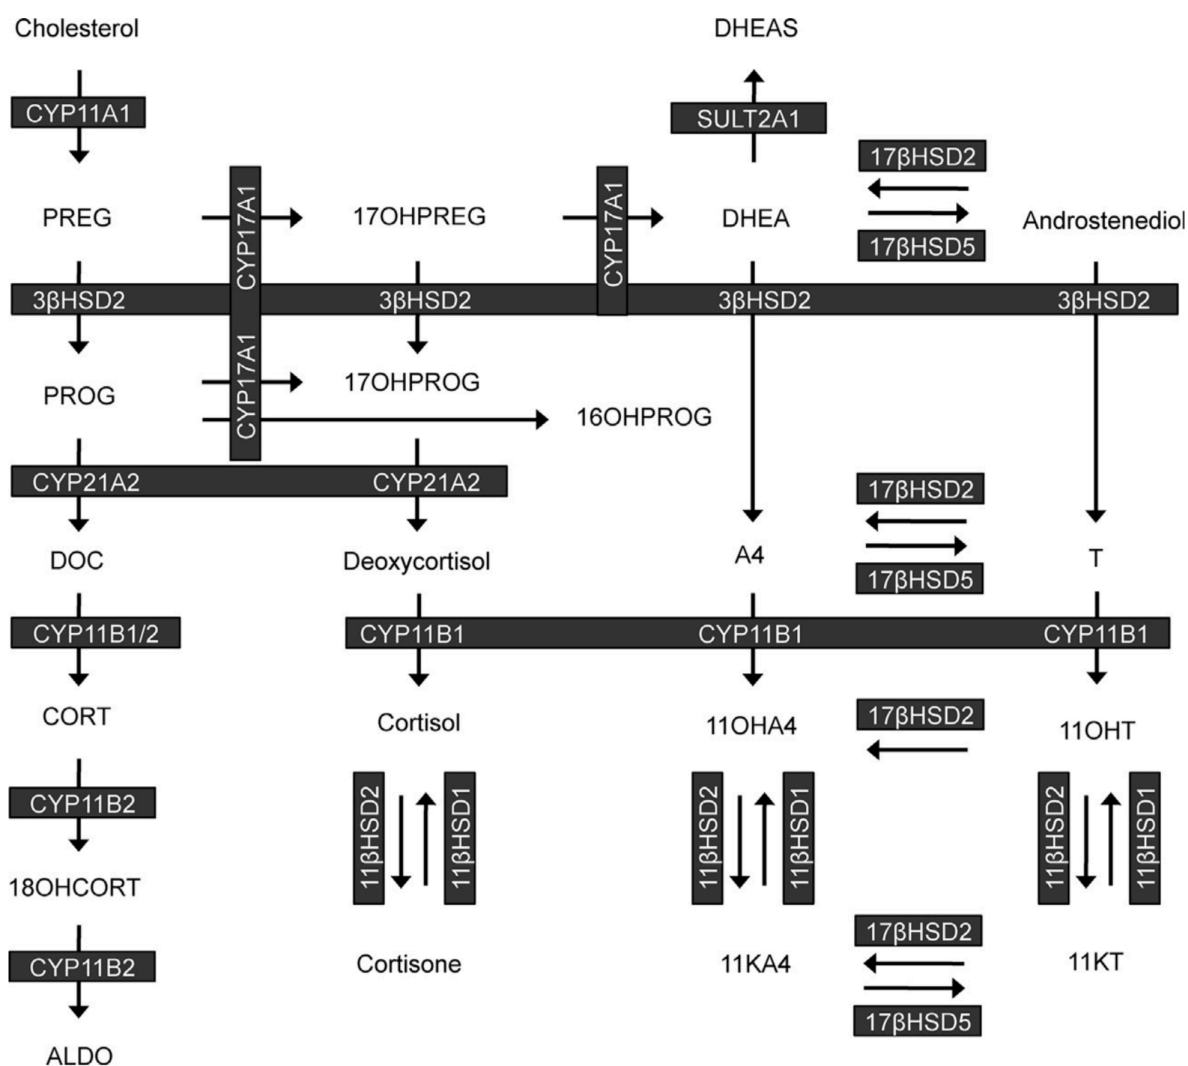 Cholesterol
DHEAS
CYP11A1
SULT2A1
17βHSD2
PREG
CYP17A1
17OHPREG
CYP17A1
DHEA
17βHSD5
Androstenediol
3βHSD2
3βHSD2
3βHSD2
3βHSD2
PROG
CYP17A1
17OHPROG
16OHPROG
CYP21A2
CYP21A2
17βHSD2
DOC
Deoxycortisol
A4
17βHSD5
T
CYP11B1/2
CYP11B1
CYP11B1
CYP11B1
CORT
Cortisol
11OHA4
17βHSD2
11OHT
CYP11B2
11βHSD2
11βHSD1
11βHSD2
11βHSD1
11βHSD2
11βHSD1
18OHCORT
CYP11B2
Cortisone
11KA4
17βHSD2
11KT
17βHSD5
ALDO